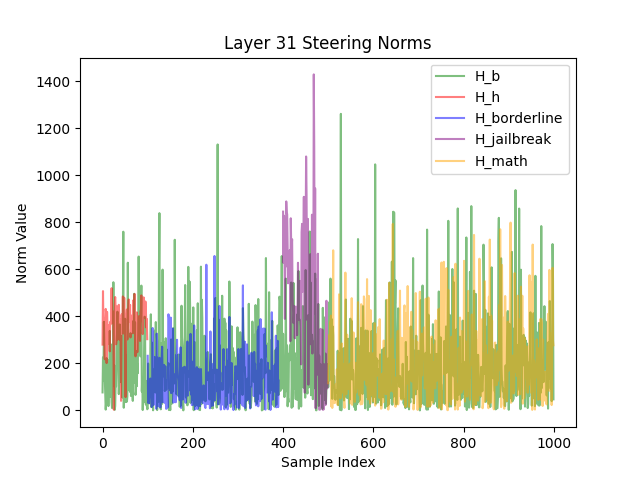 Layer 31 Steering Norms
Norm Value
1400
1200
1000
800
600
400
200
0
H_b
H_h
H_borderline
H_jailbreak
H_math
0 200 400 600 800 1000
Sample Index